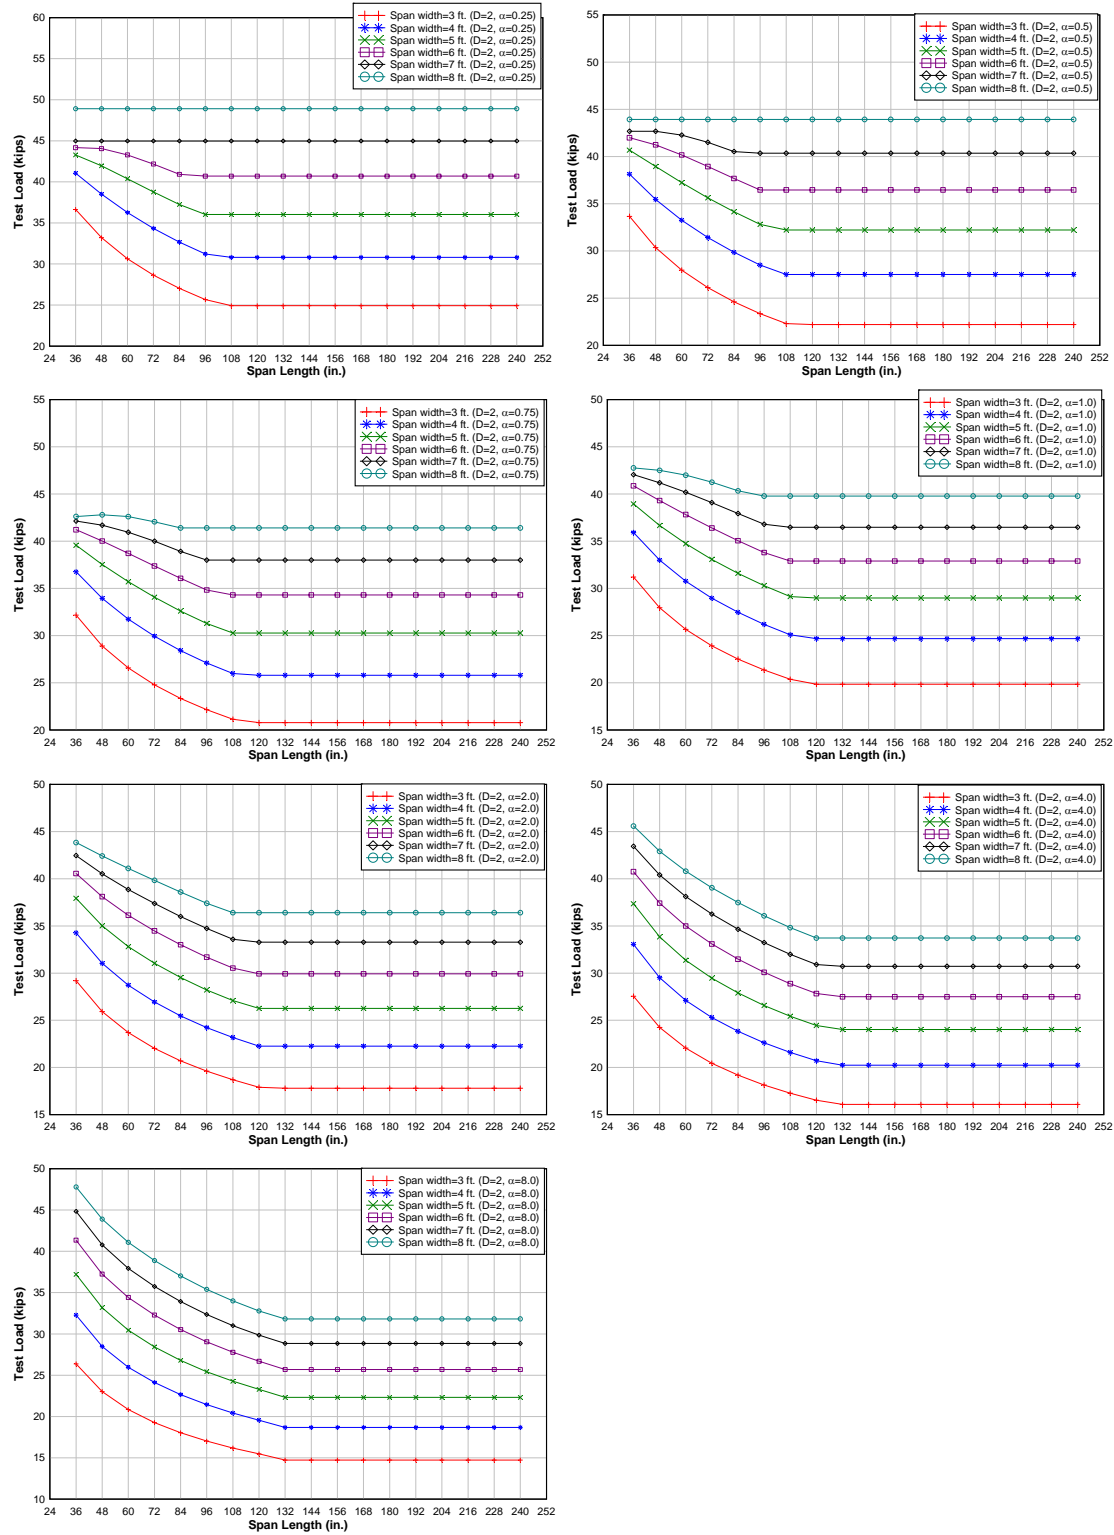 Span width=3 ft. (D=2, α=0.25)
Span width=4 ft. (D=2, α=0.25)
Span width=5 ft. (D=2, α=0.25)
Span width=6 ft. (D=2, α=0.25)
Span width=7 ft. (D=2, α=0.25)
Span width=8 ft. (D=2, α=0.25)
60
55
50
45
40
35
30
25
20
Test Load (kips)
24 36 48 60 72 84 96 108 120 132 144 156 168 180 192 204 216 228 240 252
Span Length (in.)
Span width=3 ft. (D=2, α=0.5)
Span width=4 ft. (D=2, α=0.5)
Span width=5 ft. (D=2, α=0.5)
Span width=6 ft. (D=2, α=0.5)
Span width=7 ft. (D=2, α=0.5)
Span width=8 ft. (D=2, α=0.5)
55
50
45
40
35
30
25
20
Test Load (kips)
24 36 48 60 72 84 96 108 120 132 144 156 168 180 192 204 216 228 240 252
Span Length (in.)
Span width=3 ft. (D=2, α=0.75)
Span width=4 ft. (D=2, α=0.75)
Span width=5 ft. (D=2, α=0.75)
Span width=6 ft. (D=2, α=0.75)
Span width=7 ft. (D=2, α=0.75)
Span width=8 ft. (D=2, α=0.75)
55
50
45
40
35
30
25
20
Test Load (kips)
24 36 48 60 72 84 96 108 120 132 144 156 168 180 192 204 216 228 240 252
Span Length (in.)
Span width=3 ft. (D=2, α=1.0)
Span width=4 ft. (D=2, α=1.0)
Span width=5 ft. (D=2, α=1.0)
Span width=6 ft. (D=2, α=1.0)
Span width=7 ft. (D=2, α=1.0)
Span width=8 ft. (D=2, α=1.0)
50
45
40
35
30
25
20
15
Test Load (kips)
24 36 48 60 72 84 96 108 120 132 144 156 168 180 192 204 216 228 240 252
Span Length (in.)
Span width=3 ft. (D=2, α=2.0)
Span width=4 ft. (D=2, α=2.0)
Span width=5 ft. (D=2, α=2.0)
Span width=6 ft. (D=2, α=2.0)
Span width=7 ft. (D=2, α=2.0)
Span width=8 ft. (D=2, α=2.0)
50
45
40
35
30
25
20
15
Test Load (kips)
24 36 48 60 72 84 96 108 120 132 144 156 168 180 192 204 216 228 240 252
Span Length (in.)
Span width=3 ft. (D=2, α=4.0)
Span width=4 ft. (D=2, α=4.0)
Span width=5 ft. (D=2, α=4.0)
Span width=6 ft. (D=2, α=4.0)
Span width=7 ft. (D=2, α=4.0)
Span width=8 ft. (D=2, α=4.0)
50
45
40
35
30
25
20
15
Test Load (kips)
24 36 48 60 72 84 96 108 120 132 144 156 168 180 192 204 216 228 240 252
Span Length (in.)
Span width=3 ft. (D=2, α=8.0)
Span width=4 ft. (D=2, α=8.0)
Span width=5 ft. (D=2, α=8.0)
Span width=6 ft. (D=2, α=8.0)
Span width=7 ft. (D=2, α=8.0)
Span width=8 ft. (D=2, α=8.0)
50
45
40
35
30
25
20
15
10
Test Load (kips)
24 36 48 60 72 84 96 108 120 132 144 156 168 180 192 204 216 228 240 252
Span Length (in.)